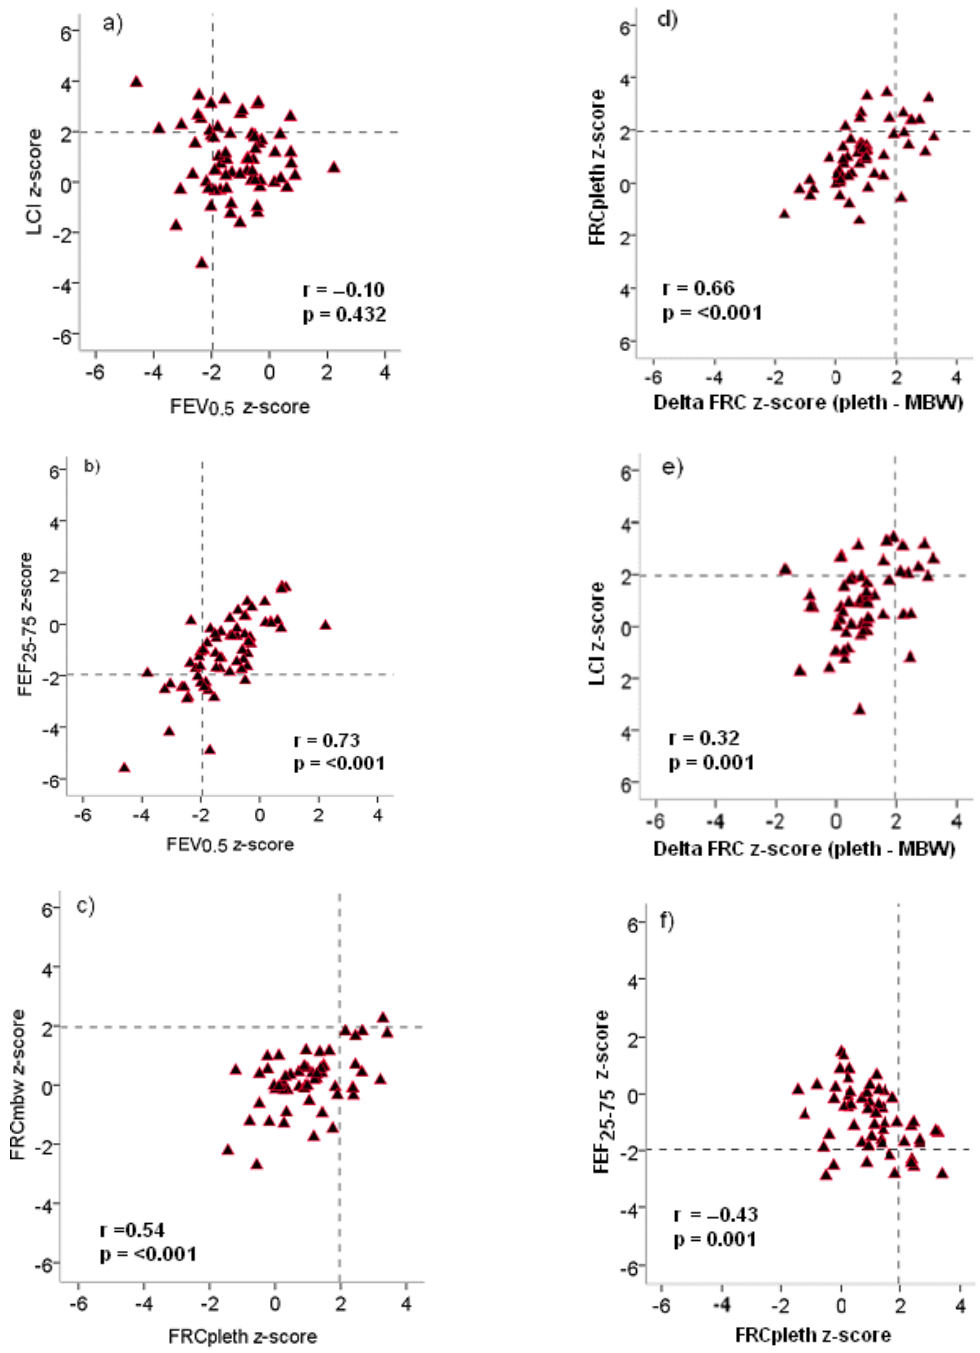 a)
LCI z-score
6
4
2
0
-2
-4
-6
r = –0.10
p = 0.432
-6 -4 -2 0 2 4
FEV0.5 z-score
b)
FEF25-75 z-score
6
4
2
0
-2
-4
-6
r = 0.73
p = <0.001
-6 -4 -2 0 2 4
FEV0.5 z-score
c)
FRCmbw z-score
6
4
2
0
-2
-4
-6
r =0.54
p = <0.001
-6 -4 -2 0 2 4
FRCpleth z-score
d)
FRCpleth z-score
6
4
2
0
2
4
6
r = 0.66
p = <0.001
-6 -4 -2 0 2 4
Delta FRC z-score (pleth - MBW)
e)
LCI z-score
6
4
2
0
2
4
6
r = 0.32
p = 0.001
-6 -4 -2 0 2 4
Delta FRC z-score (pleth - MBW)
f)
FEF25-75 z-score
6
4
2
0
-2
-4
-6
r = –0.43
p = 0.001
-6 -4 -2 0 2 4
FRCpleth z-score